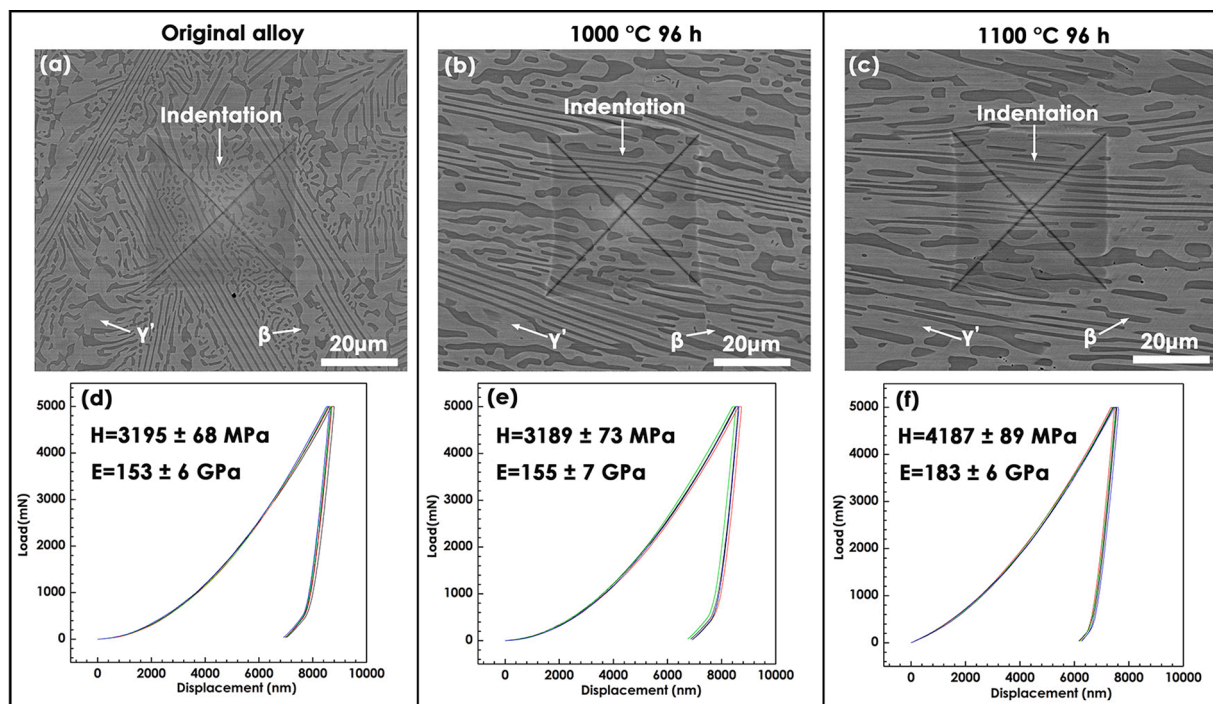 Original alloy
1000 °C 96 h
1100 °C 96 h
(a)
Indentation
γ'
β
20μm
(b)
Indentation
γ'
β
20μm
(c)
Indentation
γ'
β
20μm
(d)
H=3195 ± 68 MPa
E=153 ± 6 GPa
5000
4000
3000
2000
1000
0
Load(mN)
0 2000 4000 6000 8000 10000
Displacement (nm)
(e)
H=3189 ± 73 MPa
E=155 ± 7 GPa
5000
4000
3000
2000
1000
0
Load(mN)
0 2000 4000 6000 8000 10000
Displacement (nm)
(f)
H=4187 ± 89 MPa
E=183 ± 6 GPa
5000
4000
3000
2000
1000
0
Load(mN)
0 2000 4000 6000 8000 10000
Displacement (nm)